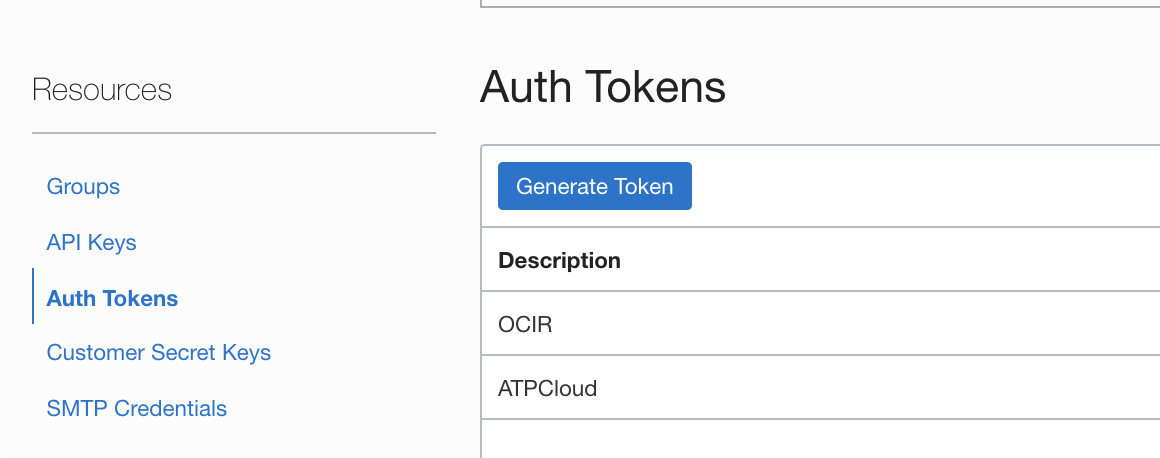 Resources
Groups
API Keys
Auth Tokens
Customer Secret Keys
SMTP Credentials
Auth Tokens
Generate Token
Description
OCIR
ATPCloud